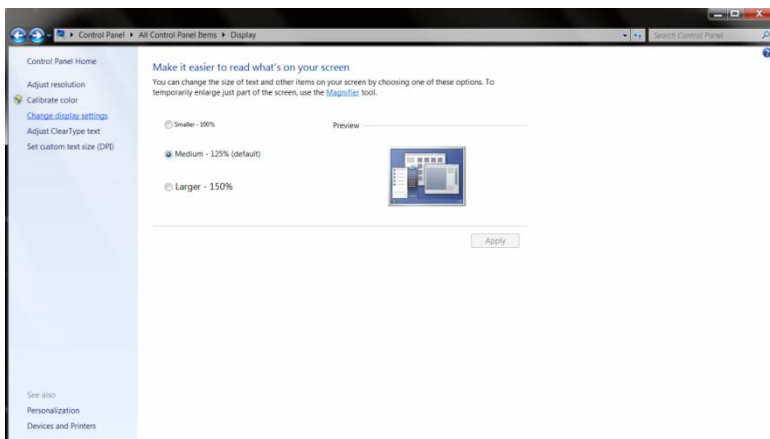 Control Panel ▸ All Control Panel Items ▸ Display
Search Control Panel
Control Panel Home
Adjust resolution
Calibrate color
Change display settings
Adjust ClearType text
Set custom text size (DPI)
Make it easier to read what's on your screen
You can change the size of text and other items on your screen by choosing one of these options. To
temporarily enlarge just part of the screen, use the Magnifier tool.
Smaller - 100%
Preview
Medium - 125% (default)
Larger - 150%
Apply
See also
Personalization
Devices and Printers